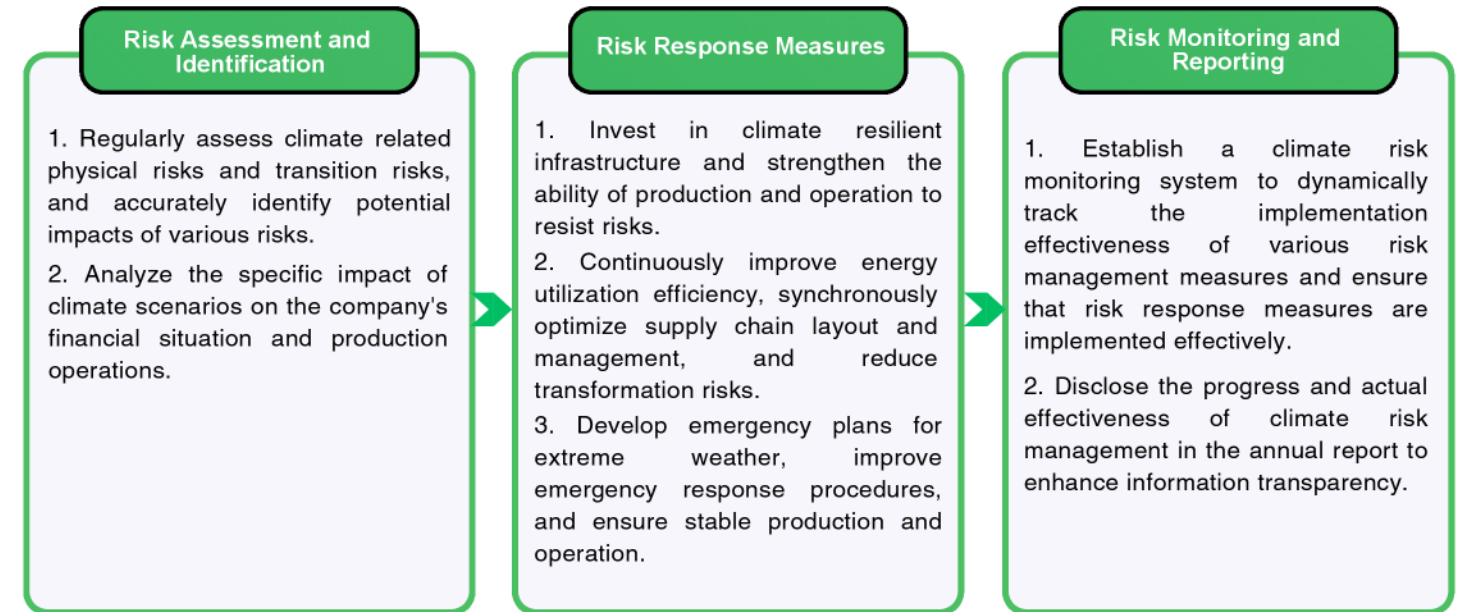 Risk Assessment and
Identification
1. Regularly assess climate related
physical risks and transition risks,
and accurately identify potential
impacts of various risks.
2. Analyze the specific impact of
climate scenarios on the company's
financial situation and production
operations.
Risk Response Measures
1. Invest in climate resilient
infrastructure and strengthen the
ability of production and operation to
resist risks.
2. Continuously improve energy
utilization efficiency, synchronously
optimize supply chain layout and
management, and reduce
transformation risks.
3. Develop emergency plans for
extreme weather, improve
emergency response procedures,
and ensure stable production and
operation.
Risk Monitoring and
Reporting
1. Establish a climate risk
monitoring system to dynamically
track the implementation
effectiveness of various risk
management measures and ensure
that risk response measures are
implemented effectively.
2. Disclose the progress and actual
effectiveness of climate risk
management in the annual report to
enhance information transparency.